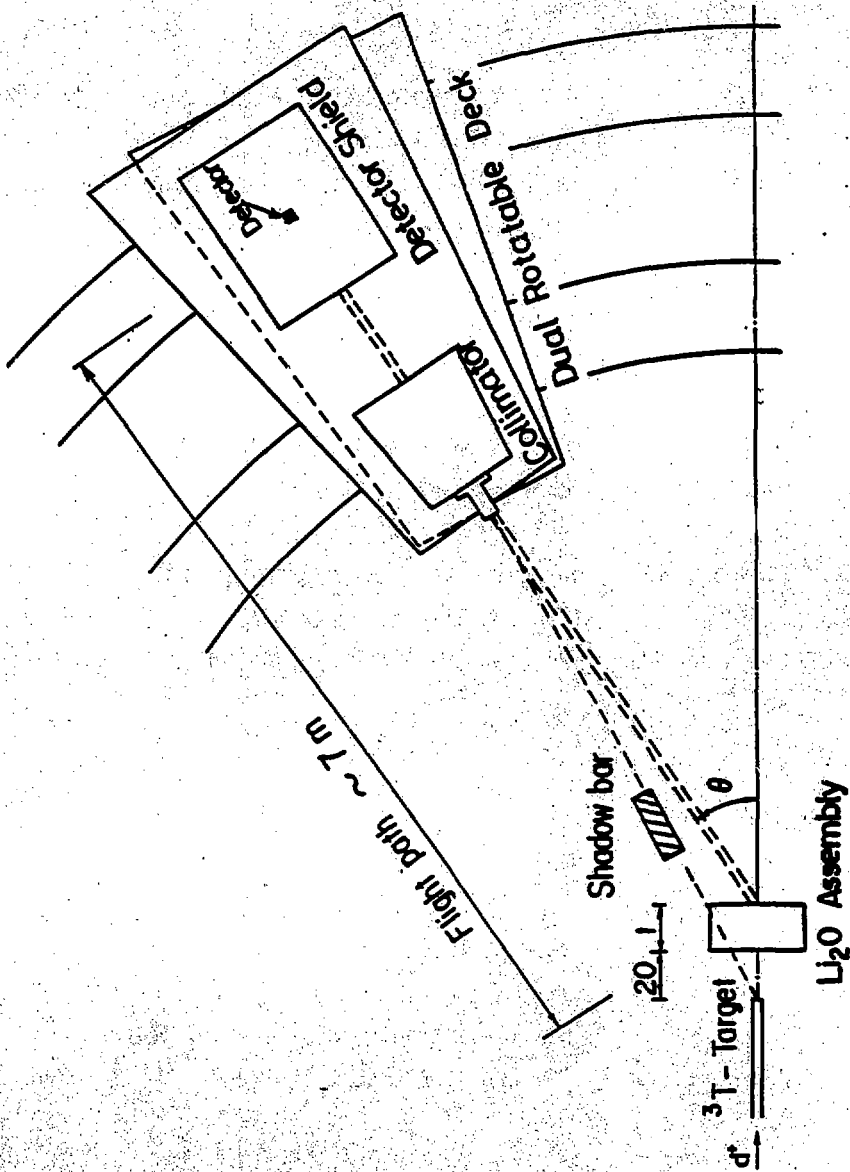 Detector
Detector Shield
Collimator
Dual Rotatable Deck
Flight path ~ 7 m
Shadow bar
θ
20 t
³T-Target
Li₂O Assembly
d⁺